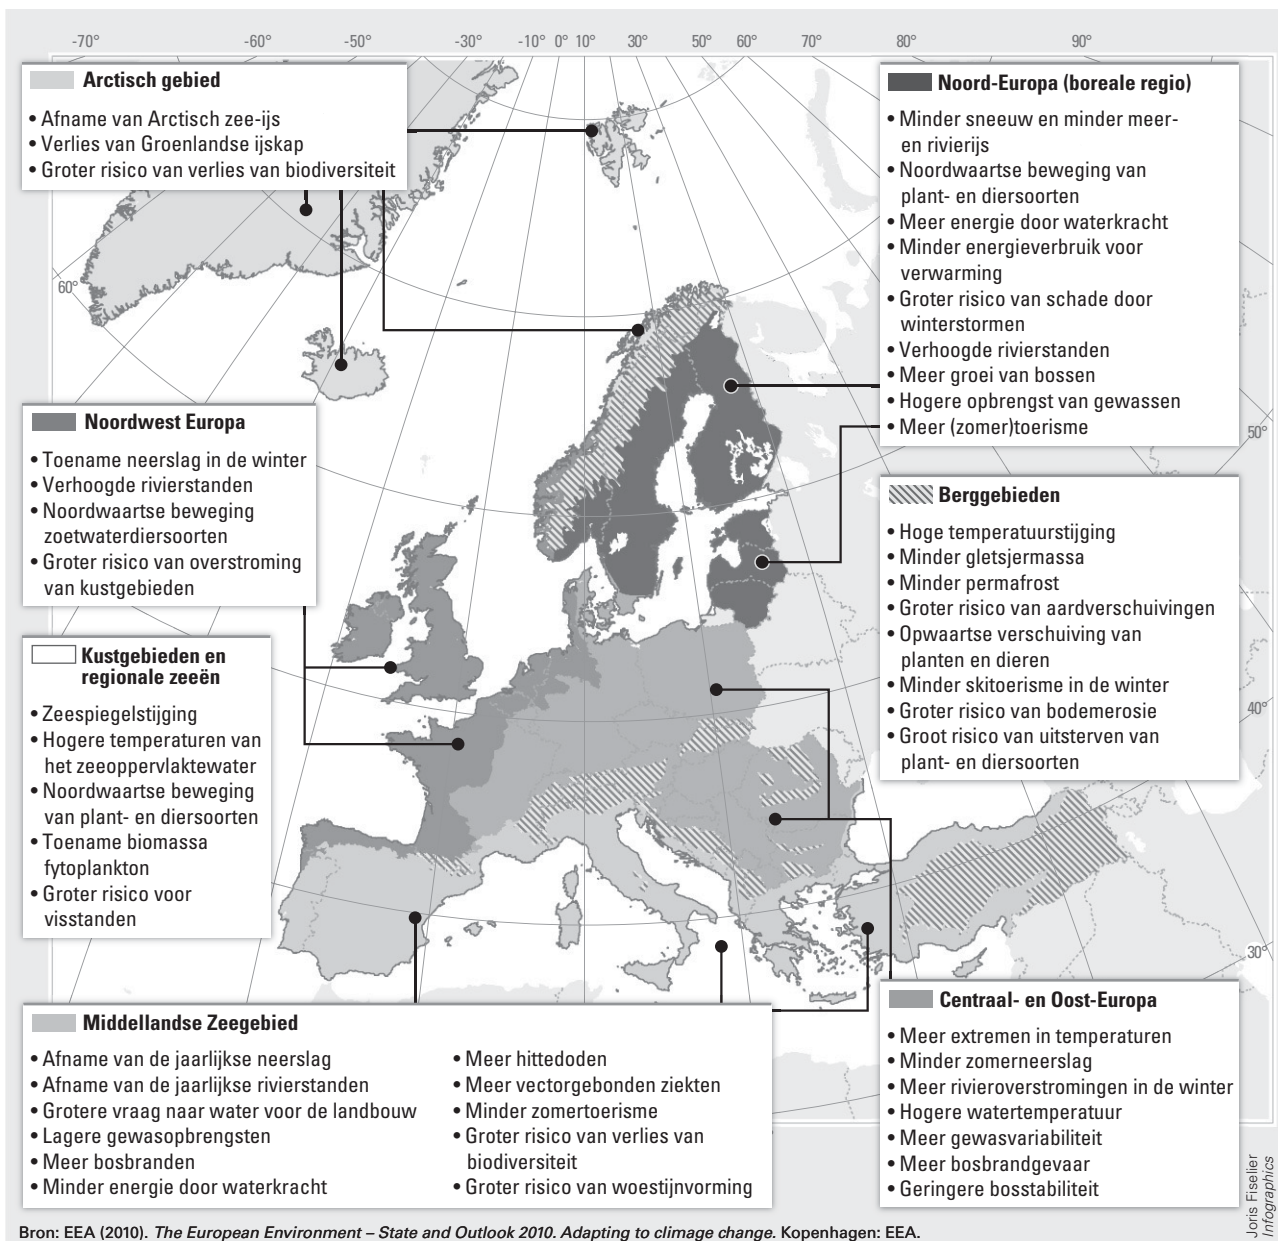 -70° -60° -50° -30° -10° 0° 10° 30° 50° 60° 70° 80° 90°
Arctisch gebied
• Afname van Arctisch zee-ijs
• Verlies van Groenlandse ijskap
• Groter risico van verlies van biodiversiteit
Noord-Europa (boreale regio)
• Minder sneeuw en minder meer-
en rivierijs
• Noordwaartse beweging van
plant- en diersoorten
• Meer energie door waterkracht
• Minder energieverbruik voor
verwarming
• Groter risico van schade door
winterstormen
• Verhoogde rivierstanden
• Meer groei van bossen
• Hogere opbrengst van gewassen
• Meer (zomer)toerisme
60°
50°
40°
30°
Noordwest Europa
• Toename neerslag in de winter
• Verhoogde rivierstanden
• Noordwaartse beweging
zoetwaterdiersoorten
• Groter risico van overstroming
van kustgebieden
Berggebieden
• Hoge temperatuurstijging
• Minder gletsjermassa
• Minder permafrost
• Groter risico van aardverschuivingen
• Opwaartse verschuiving van
planten en dieren
• Minder skitoerisme in de winter
• Groter risico van bodemerosie
• Groot risico van uitsterven van
plant- en diersoorten
Kustgebieden en
regionale zeeën
• Zeespiegelstijging
• Hogere temperaturen van
het zeeoppervlaktewater
• Noordwaartse beweging
van plant- en diersoorten
• Toename biomassa
fytoplankton
• Groter risico voor
visstanden
Middellandse Zeegebied
• Afname van de jaarlijkse neerslag
• Afname van de jaarlijkse rivierstanden
• Grotere vraag naar water voor de landbouw
• Lagere gewasopbrengsten
• Meer bosbranden
• Minder energie door waterkracht
• Meer hittedoden
• Meer vectorgebonden ziekten
• Minder zomertoerisme
• Groter risico van verlies van
biodiversiteit
• Groter risico van woestijnvorming
Centraal- en Oost-Europa
• Meer extremen in temperaturen
• Minder zomerneerslag
• Meer rivieroverstromingen in de winter
• Hogere watertemperatuur
• Meer gewasvariabiliteit
• Meer bosbrandgevaar
• Geringere bosstabiliteit
Joris Fiselier
Infographics
Bron: EEA (2010). The European Environment – State and Outlook 2010. Adapting to climage change. Kopenhagen: EEA.